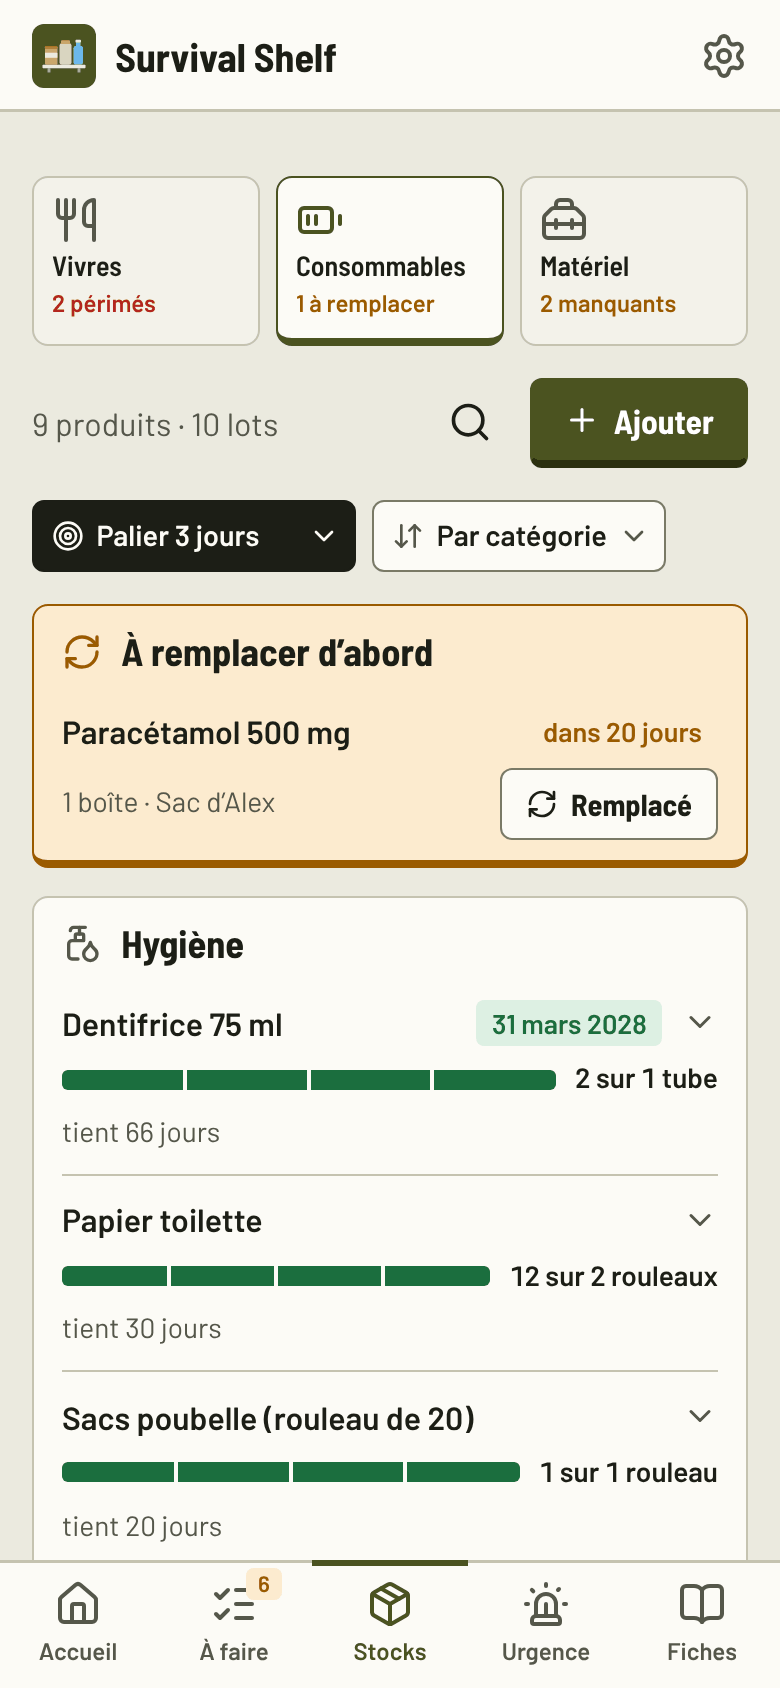 Survival Shelf
Vivres
2 périmés
Consommables
1 à remplacer
Matériel
2 manquants
9 produits · 10 lots
Ajouter
Palier 3 jours
Par catégorie
À remplacer d’abord
Paracétamol 500 mg
dans 20 jours
1 boîte · Sac d’Alex
Remplacé
Hygiène
Dentifrice 75 ml
31 mars 2028
2 sur 1 tube
tient 66 jours
Papier toilette
12 sur 2 rouleaux
tient 30 jours
Sacs poubelle (rouleau de 20)
1 sur 1 rouleau
tient 20 jours
Accueil
6
À faire
Stocks
Urgence
Fiches